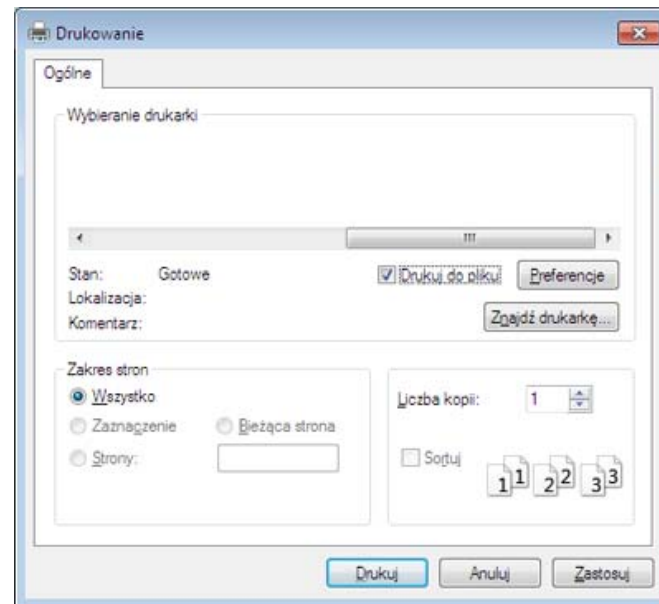 Drukowanie
Ogólne
Wybieranie drukarki
Stan: Gotowe
Drukuj do pliku
Preferencje
Lokalizacja:
Komentarz:
Znajdź drukarkę...
Zakres stron
Wszystko
Zaznaczenie
Bieżąca strona
Strony:
Liczba kopii: 1
Sortuj
1 1 2 2 3 3
Drukuj
Anuluj
Zastosuj